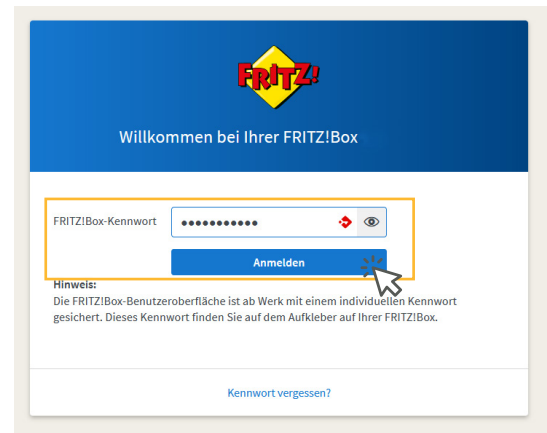 FRITZ!
Willkommen bei Ihrer FRITZ!Box
FRITZ!Box-Kennwort
Anmelden
Hinweis:
Die FRITZ!Box-Benutzeroberfläche ist ab Werk mit einem individuellen Kennwort
gesichert. Dieses Kennwort finden Sie auf dem Aufkleber auf Ihrer FRITZ!Box.
Kennwort vergessen?